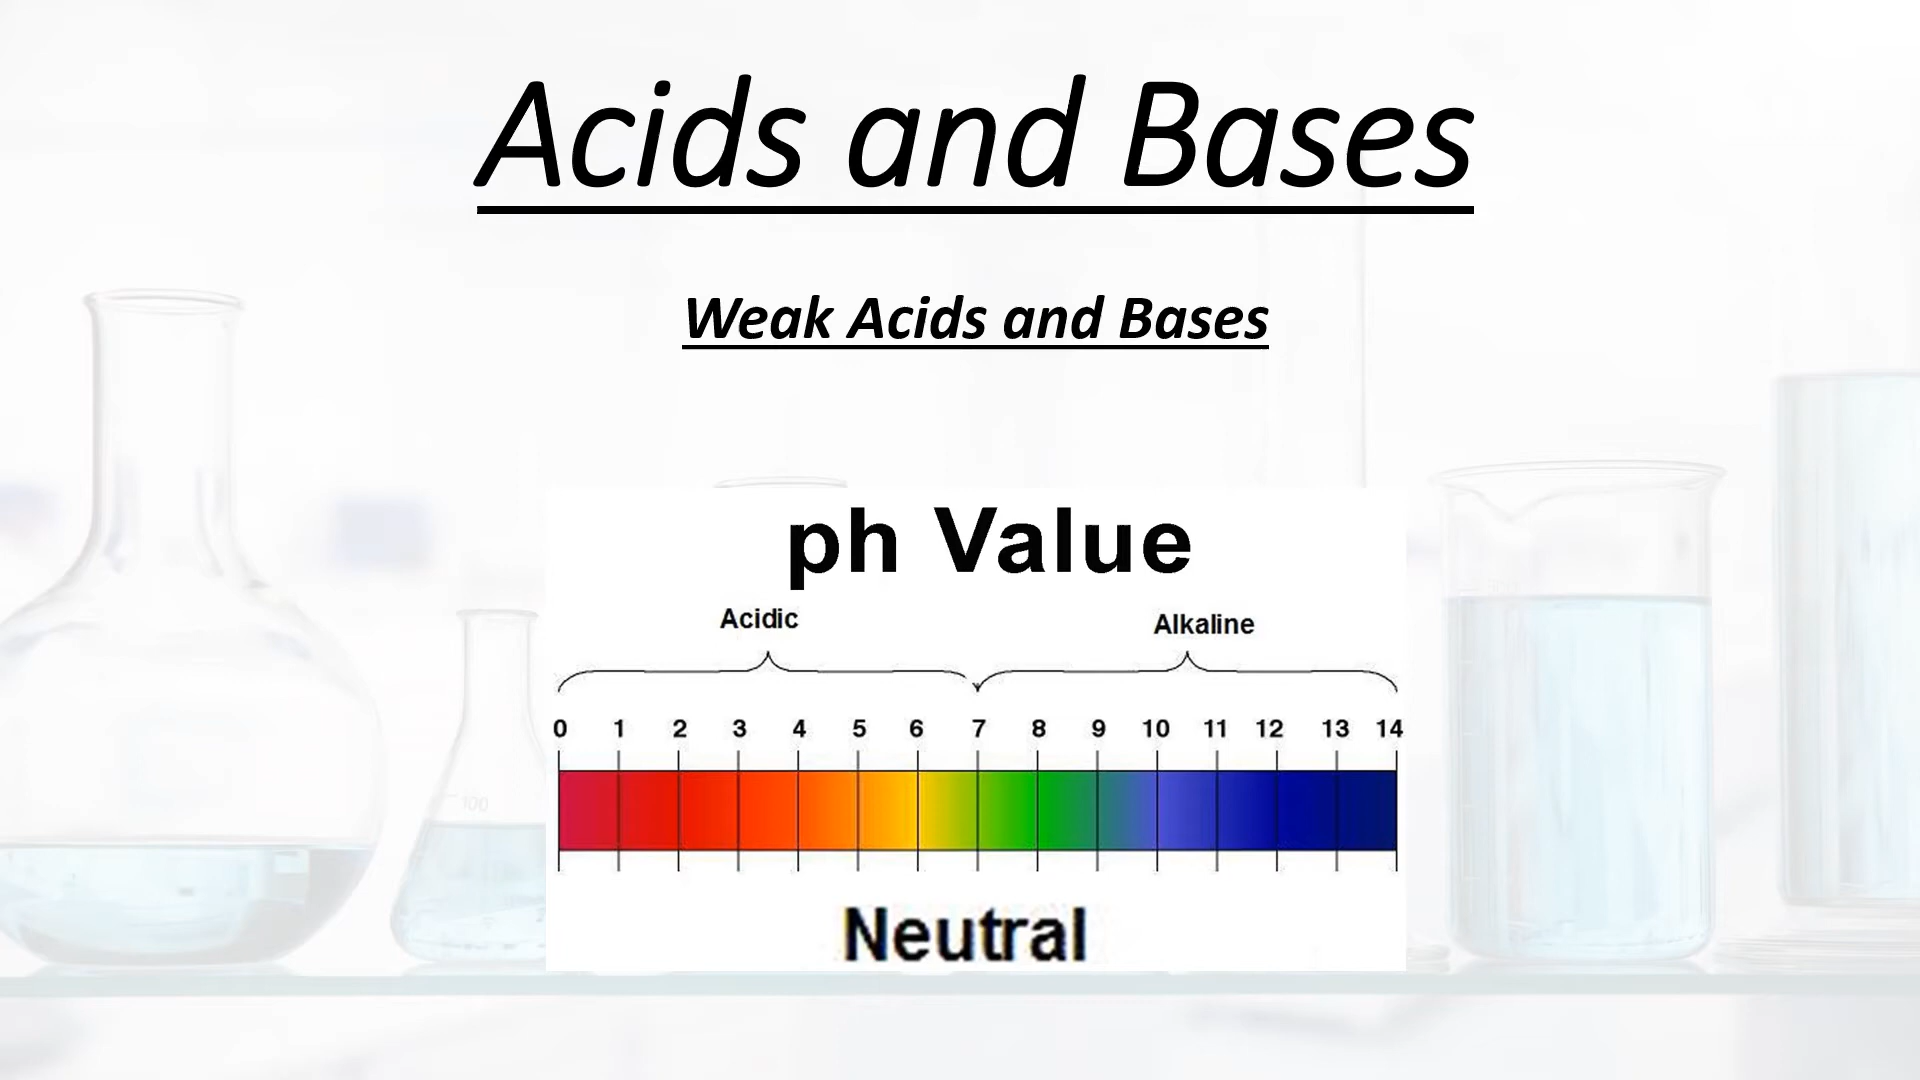 Acids and Bases
Weak Acids and Bases
ph Value
Acidic
Alkaline
0 1 2 3 4 5 6 7 8 9 10 11 12 13 14
Neutral
100